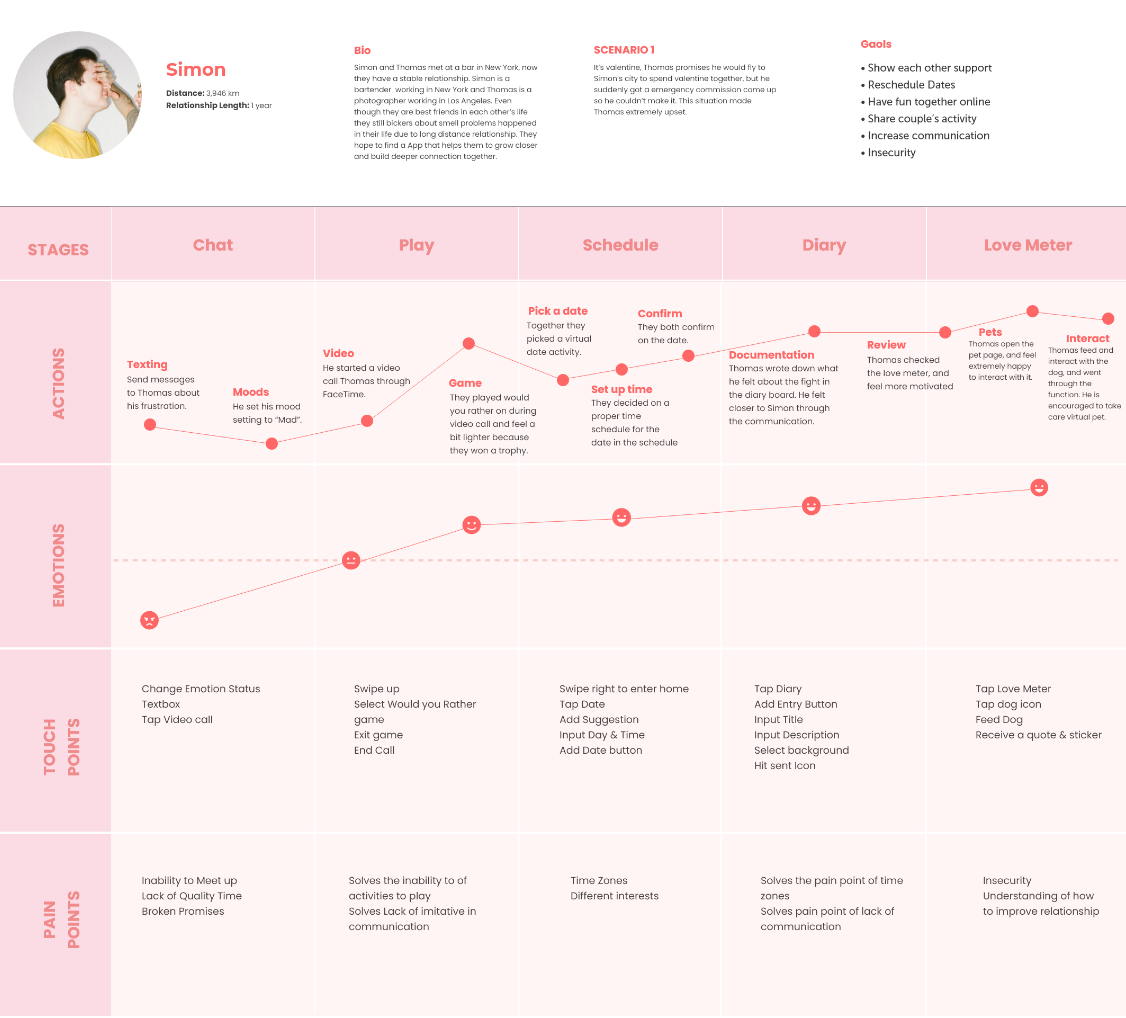 Simon
Distance: 3,946 km
Relationship Length: 1 year
Bio
Simon and Thomas met at a bar in New York, now
they have a stable relationship. Simon is a
bartender working in New York and Thomas is a
photographer working in Los Angeles. Even
though they are best friends in each other's life
they still bickers about smell problems happened
in their life due to long distance relationship. They
hope to find a App that helps them to grow closer
and build deeper connection together.
SCENARIO 1
It's valentine, Thomas promises he would fly to
Simon's city to spend valentine together, but he
suddenly got a emergency commission come up
so he couldn't make it. This situation made
Thomas extremely upset.
Gaols
• Show each other support
• Reschedule Dates
• Have fun together online
• Share couple's activity
• Increase communication
• Insecurity
STAGES
Chat
Play
Schedule
Diary
Love Meter
ACTIONS
Texting
Send messages
to Thomas about
his frustration.
Moods
He set his mood
setting to "Mad".
Video
He started a video
call Thomas through
FaceTime.
Game
They played would
you rather on during
video call and feel a
bit lighter because
they won a trophy.
Pick a date
Together they
picked a virtual
date activity.
Set up time
They decided on a
proper time
schedule for the
date in the schedule
Confirm
They both confirm
on the date.
Documentation
Thomas wrote down what
he felt about the fight in
the diary board. He felt
closer to Simon through
the communication.
Review
Thomas checked
the love meter, and
feel more motivated
Pets
Thomas open the
pet page, and feel
extremely happy
to interact with it.
Interact
Thomas feed and
interact with the
dog, and went
through the
function. He is
encouraged to take
care virtual pet.
EMOTIONS
TOUCH
POINTS
Change Emotion Status
Textbox
Tap Video call
Swipe up
Select Would you Rather
game
Exit game
End Call
Swipe right to enter home
Tap Date
Add Suggestion
Input Day & Time
Add Date button
Tap Diary
Add Entry Button
Input Title
Input Description
Select background
Hit sent Icon
Tap Love Meter
Tap dog icon
Feed Dog
Receive a quote & sticker
PAIN
POINTS
Inability to Meet up
Lack of Quality Time
Broken Promises
Solves the inability to of
activities to play
Solves Lack of imitative in
communication
Time Zones
Different interests
Solves the pain point of time
zones
Solves pain point of lack of
communication
Insecurity
Understanding of how
to improve relationship